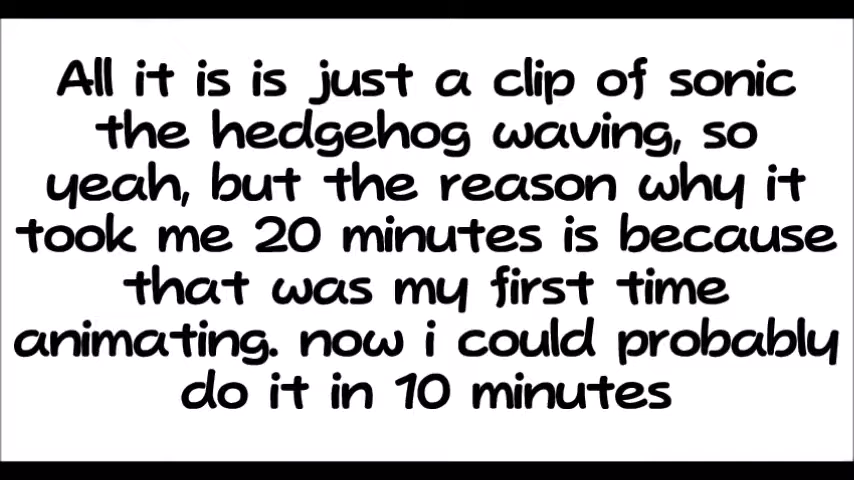 All it is is just a clip of sonic
the hedgehog waving, so
yeah, but the reason why it
took me 20 minutes is because
that was my first time
animating. now i could probably
do it in 10 minutes